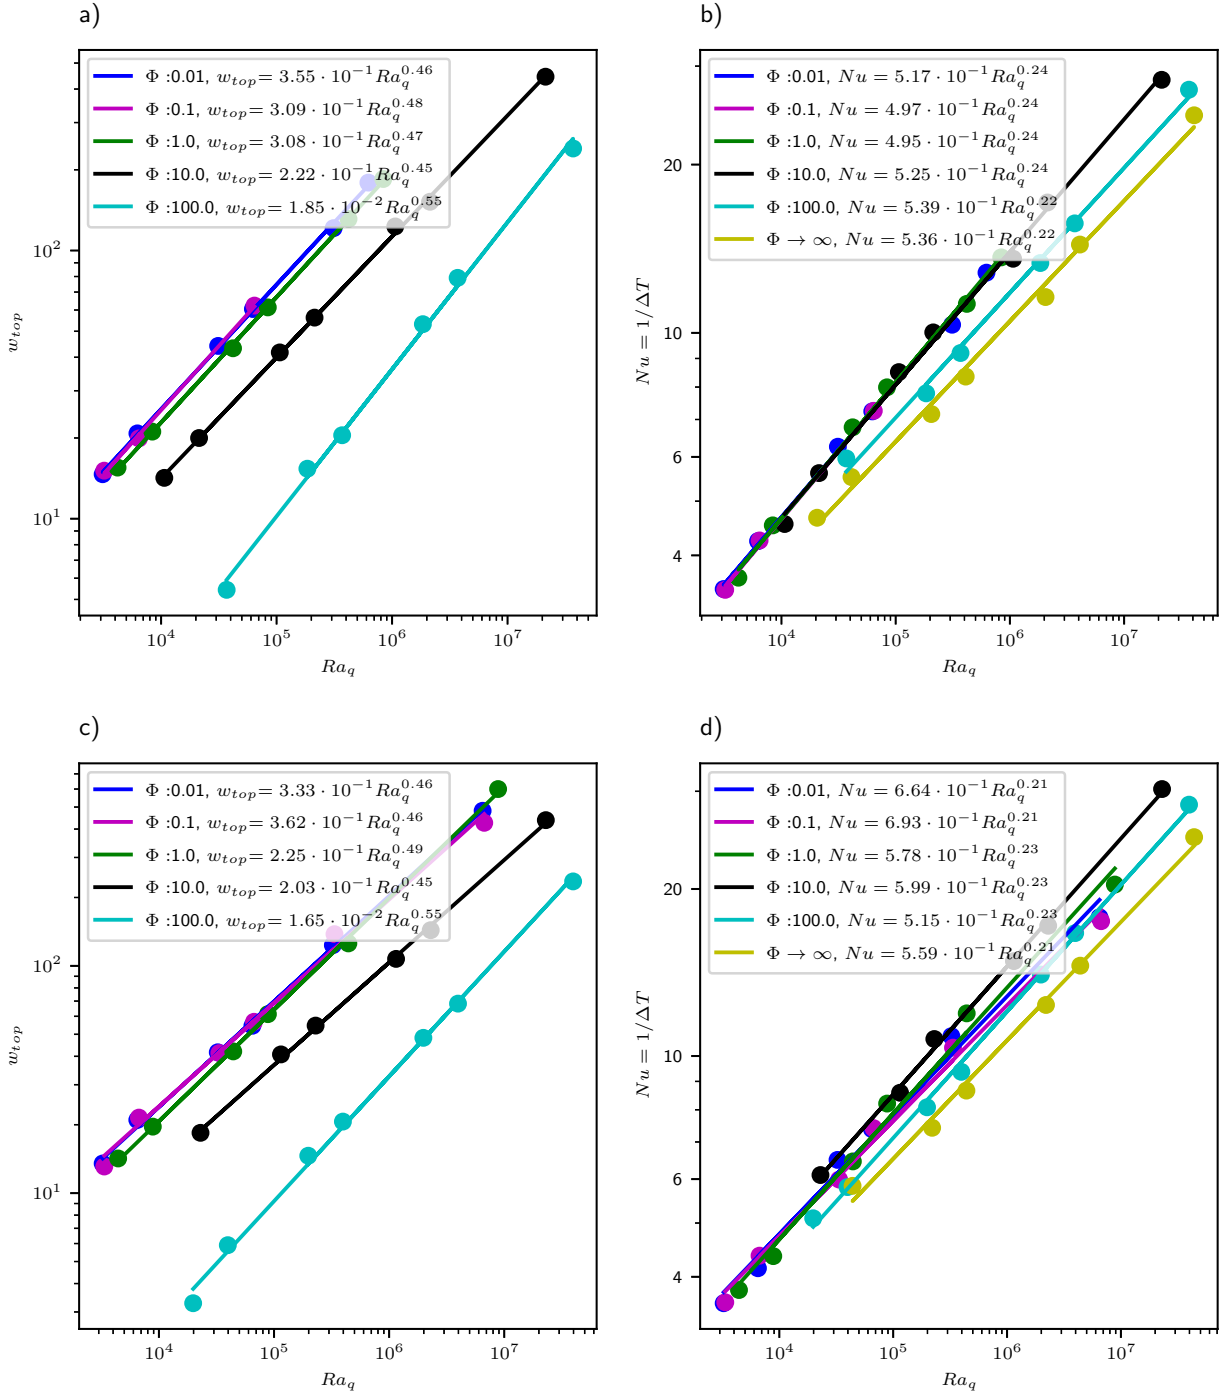 a)
Φ :0.01, w_top = 3.55 · 10^−1 Ra_q^0.46
Φ :0.1, w_top = 3.09 · 10^−1 Ra_q^0.48
Φ :1.0, w_top = 3.08 · 10^−1 Ra_q^0.47
Φ :10.0, w_top = 2.22 · 10^−1 Ra_q^0.45
Φ :100.0, w_top = 1.85 · 10^−2 Ra_q^0.55
10^2
10^1
w_top
10^4 10^5 10^6 10^7
Ra_q
b)
Φ :0.01, Nu = 5.17 · 10^−1 Ra_q^0.24
Φ :0.1, Nu = 4.97 · 10^−1 Ra_q^0.24
Φ :1.0, Nu = 4.95 · 10^−1 Ra_q^0.24
Φ :10.0, Nu = 5.25 · 10^−1 Ra_q^0.24
Φ :100.0, Nu = 5.39 · 10^−1 Ra_q^0.22
Φ → ∞, Nu = 5.36 · 10^−1 Ra_q^0.22
20
10
6
4
Nu = 1/ΔT
10^4 10^5 10^6 10^7
Ra_q
c)
Φ :0.01, w_top = 3.33 · 10^−1 Ra_q^0.46
Φ :0.1, w_top = 3.62 · 10^−1 Ra_q^0.46
Φ :1.0, w_top = 2.25 · 10^−1 Ra_q^0.49
Φ :10.0, w_top = 2.03 · 10^−1 Ra_q^0.45
Φ :100.0, w_top = 1.65 · 10^−2 Ra_q^0.55
10^2
10^1
w_top
10^4 10^5 10^6 10^7
Ra_q
d)
Φ :0.01, Nu = 6.64 · 10^−1 Ra_q^0.21
Φ :0.1, Nu = 6.93 · 10^−1 Ra_q^0.21
Φ :1.0, Nu = 5.78 · 10^−1 Ra_q^0.23
Φ :10.0, Nu = 5.99 · 10^−1 Ra_q^0.23
Φ :100.0, Nu = 5.15 · 10^−1 Ra_q^0.23
Φ → ∞, Nu = 5.59 · 10^−1 Ra_q^0.21
20
10
6
4
Nu = 1/ΔT
10^4 10^5 10^6 10^7
Ra_q